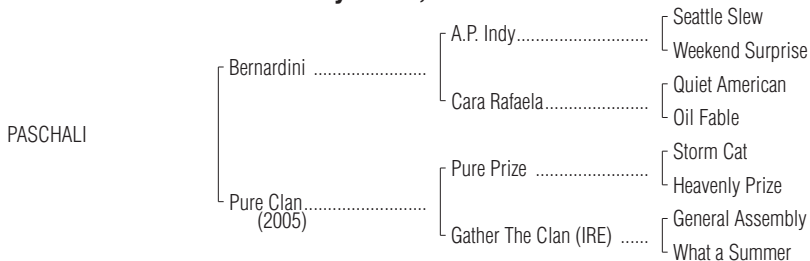 Seattle Slew
A.P. Indy..............................
Weekend Surprise
Bernardini ........................
Quiet American
Cara Rafaela.......................
Oil Fable
PASCHALI
Storm Cat
Pure Prize .........................
Heavenly Prize
Pure Clan...........................
(2005)
General Assembly
Gather The Clan (IRE) ......
What a Summer